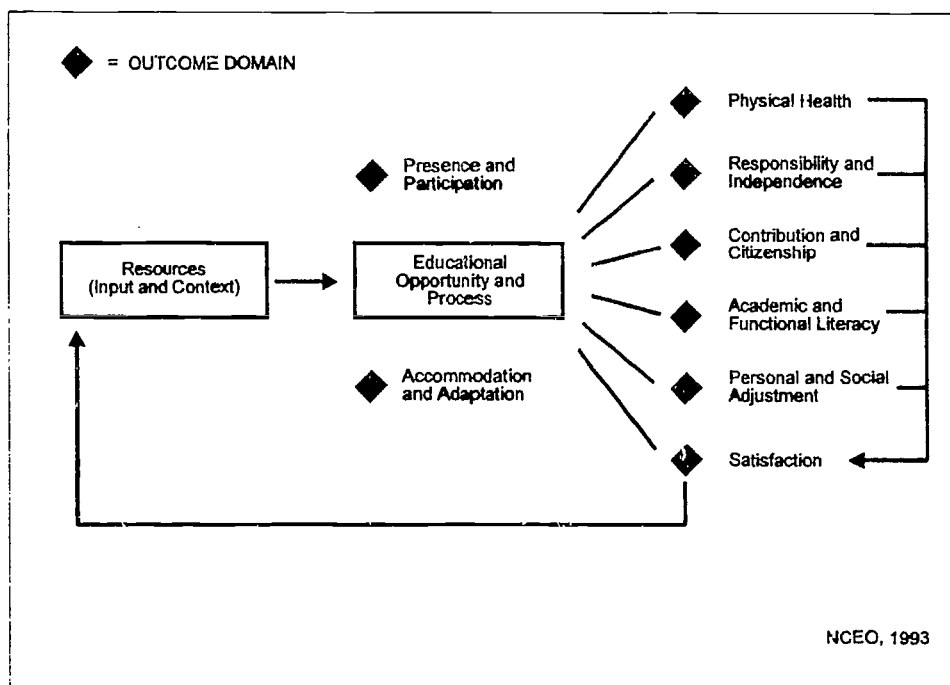 = OUTCOME DOMAIN
Physical Health
Presence and
Participation
Responsibility and
Independence
Resources
(Input and Context)
Educational
Opportunity and
Process
Contribution and
Citizenship
Academic and
Functional Literacy
Accommodation
and Adaptation
Personal and Social
Adjustment
Satisfaction
NCEO, 1993